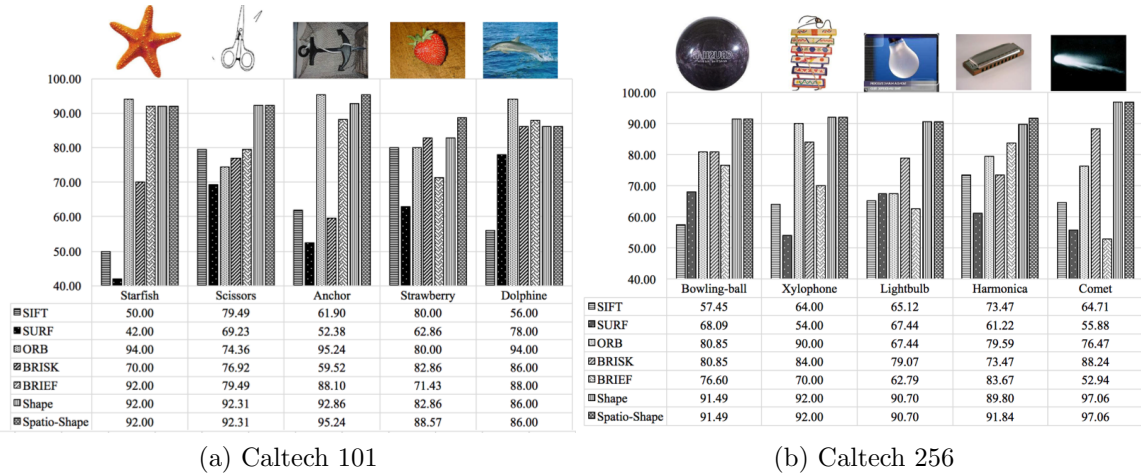 100.00
90.00
80.00
70.00
60.00
50.00
40.00
Starfish Scissors Anchor Strawberry Dolphine
SIFT 50.00 79.49 61.90 80.00 56.00
SURF 42.00 69.23 52.38 62.86 78.00
ORB 94.00 74.36 95.24 80.00 94.00
BRISK 70.00 76.92 59.52 82.86 86.00
BRIEF 92.00 79.49 88.10 71.43 88.00
Shape 92.00 92.31 92.86 82.86 86.00
Spatio-Shape 92.00 92.31 95.24 88.57 86.00
(a) Caltech 101
100.00
90.00
80.00
70.00
60.00
50.00
40.00
Bowling-ball Xylophone Lightbulb Harmonica Comet
SIFT 57.45 64.00 65.12 73.47 64.71
SURF 68.09 54.00 67.44 61.22 55.88
ORB 80.85 90.00 67.44 79.59 76.47
BRISK 80.85 84.00 79.07 73.47 88.24
BRIEF 76.60 70.00 62.79 83.67 52.94
Shape 91.49 92.00 90.70 89.80 97.06
Spatio-Shape 91.49 92.00 90.70 91.84 97.06
(b) Caltech 256